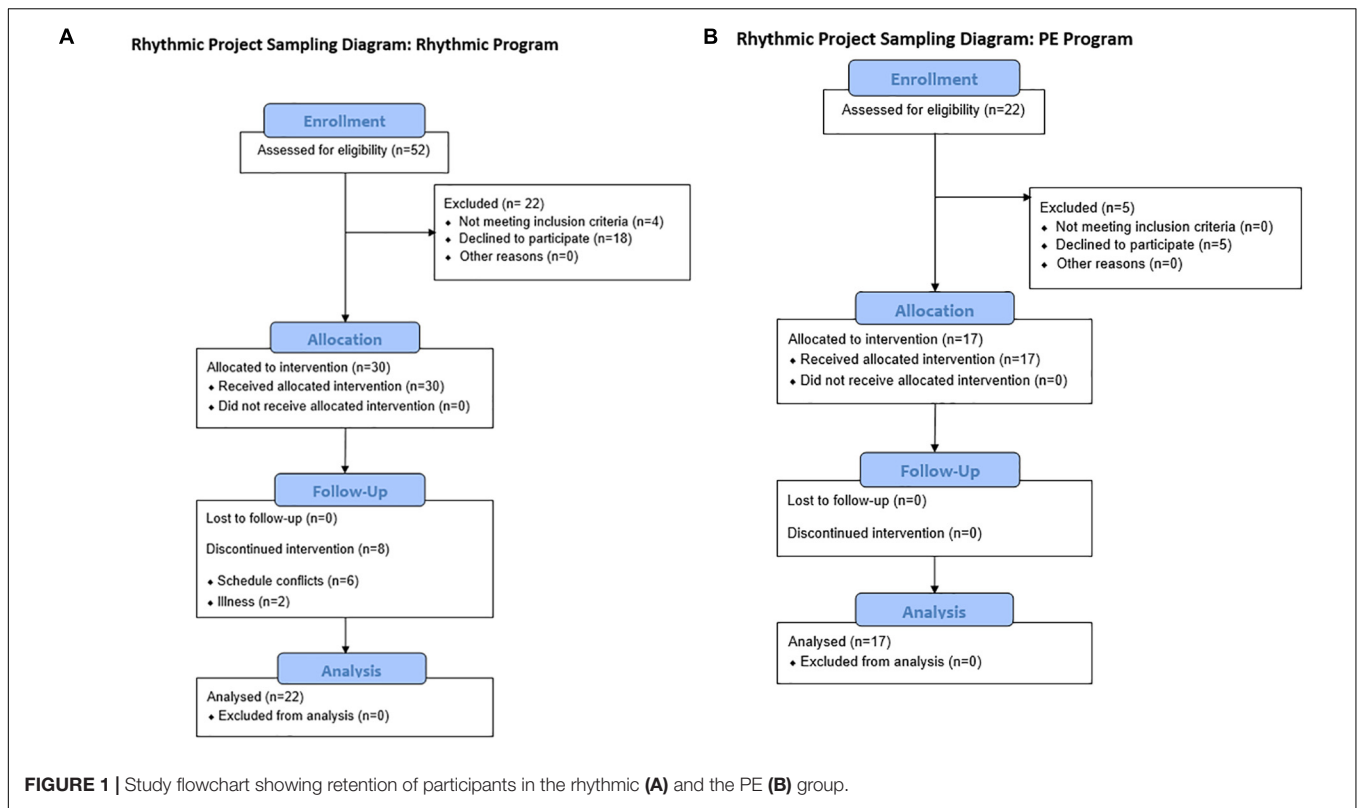 A
Rhythmic Project Sampling Diagram: Rhythmic Program
Enrollment
Assessed for eligibility (n=52)
Excluded (n= 22)
⬥ Not meeting inclusion criteria (n=4)
⬥ Declined to participate (n=18)
⬥ Other reasons (n=0)
Allocation
Allocated to intervention (n=30)
⬥ Received allocated intervention (n=30)
⬥ Did not receive allocated intervention (n=0)
Follow-Up
Lost to follow-up (n=0)
Discontinued intervention (n=8)
⬥ Schedule conflicts (n=6)
⬥ Illness (n=2)
Analysis
Analysed (n=22)
⬥ Excluded from analysis (n=0)
B
Rhythmic Project Sampling Diagram: PE Program
Enrollment
Assessed for eligibility (n=22)
Excluded (n=5)
⬥ Not meeting inclusion criteria (n=0)
⬥ Declined to participate (n=5)
⬥ Other reasons (n=0)
Allocation
Allocated to intervention (n=17)
⬥ Received allocated intervention (n=17)
⬥ Did not receive allocated intervention (n=0)
Follow-Up
Lost to follow-up (n=0)
Discontinued intervention (n=0)
Analysis
Analysed (n=17)
⬥ Excluded from analysis (n=0)
FIGURE 1 | Study flowchart showing retention of participants in the rhythmic (A) and the PE (B) group.